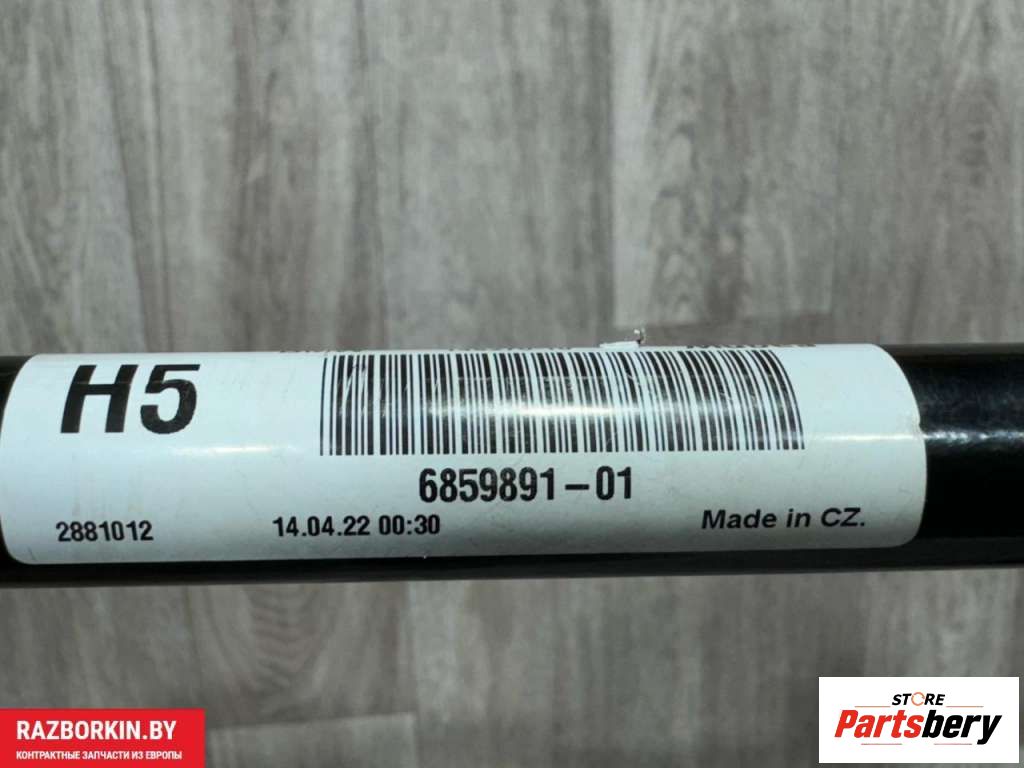 H5
6859891-01
2881012
14.04.22 00:30
Made in CZ.
STORE
Partsbery
RAZBORKIN.BY
КОНТРАКТНЫЕ ЗАПЧАСТИ ИЗ ЕВРОПЫ